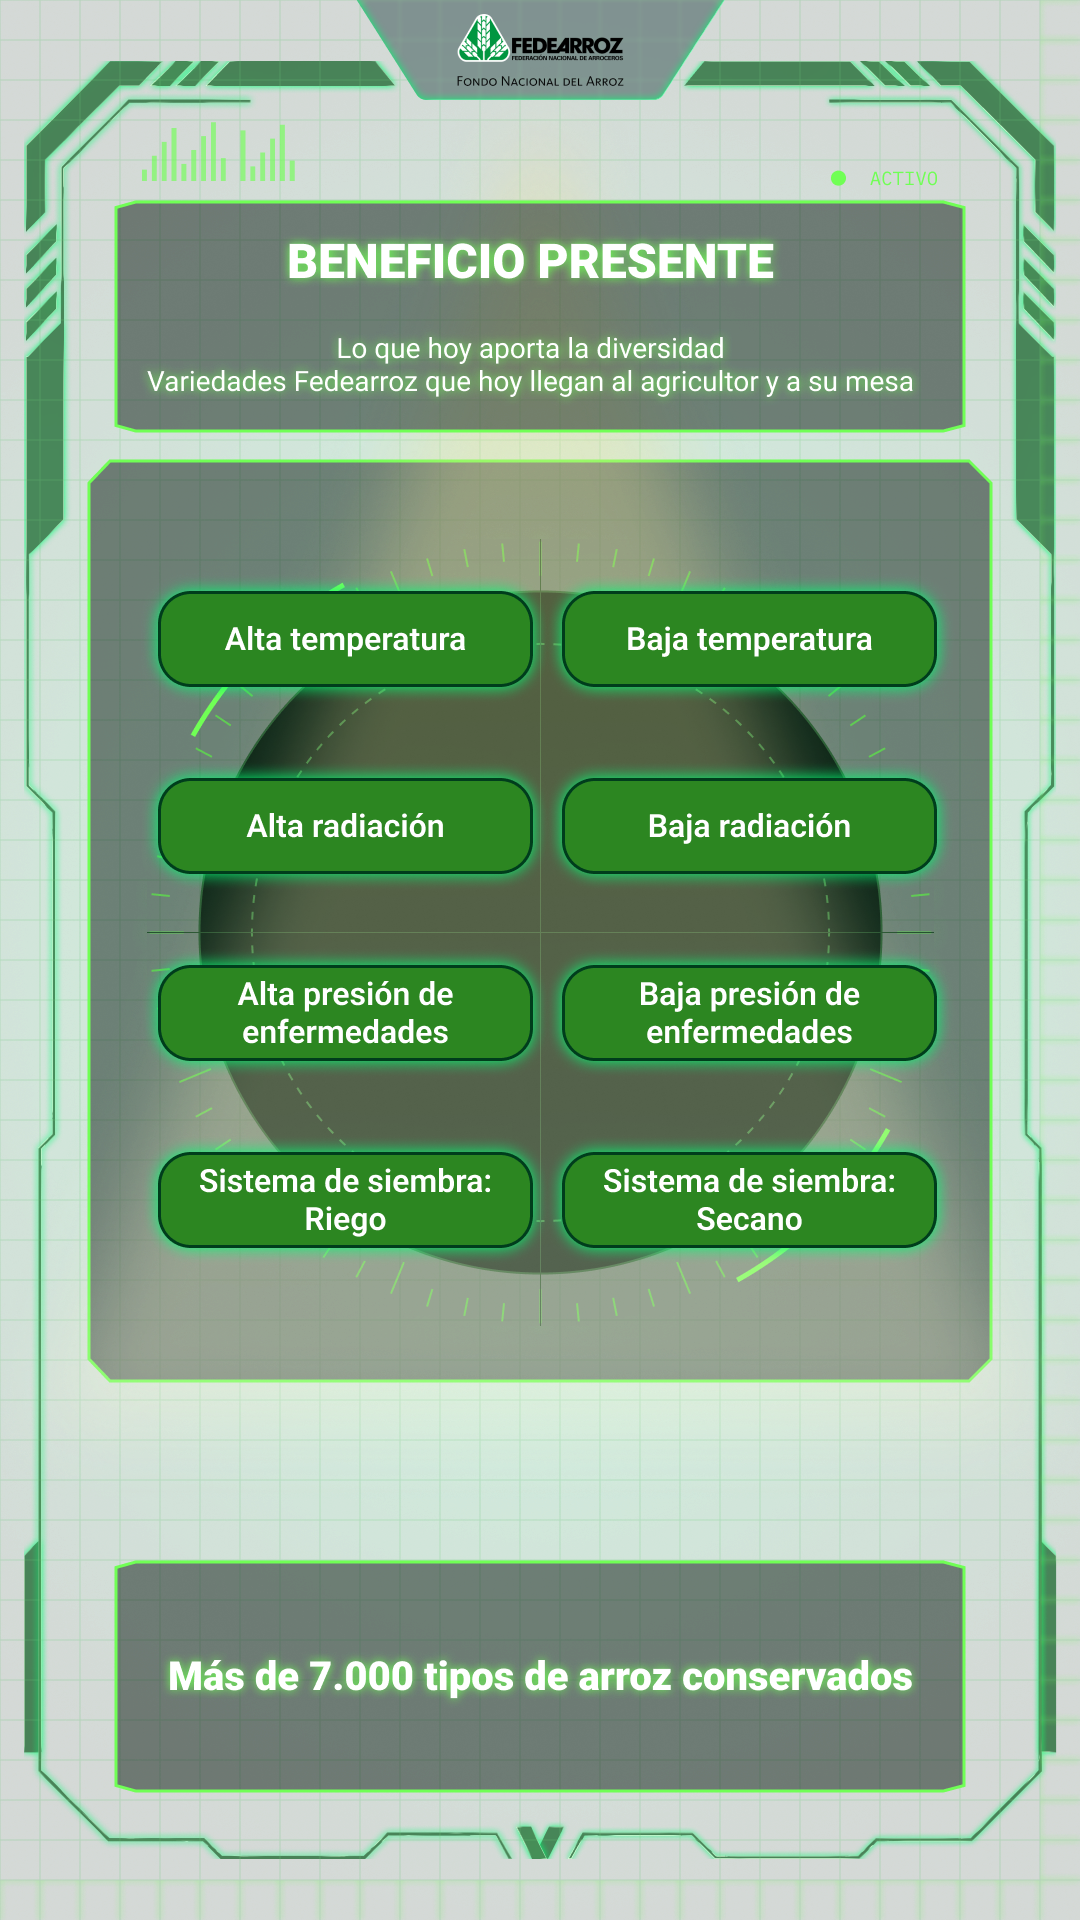 FEDEARROZ
FEDERACIÓN NACIONAL DE ARROCEROS
FONDO NACIONAL DEL ARROZ
ACTIVO
BENEFICIO PRESENTE
Lo que hoy aporta la diversidad
Variedades Fedearroz que hoy llegan al agricultor y a su mesa
Alta temperatura
Baja temperatura
Alta radiación
Baja radiación
Alta presión de
enfermedades
Baja presión de
enfermedades
Sistema de siembra:
Riego
Sistema de siembra:
Secano
Más de 7.000 tipos de arroz conservados